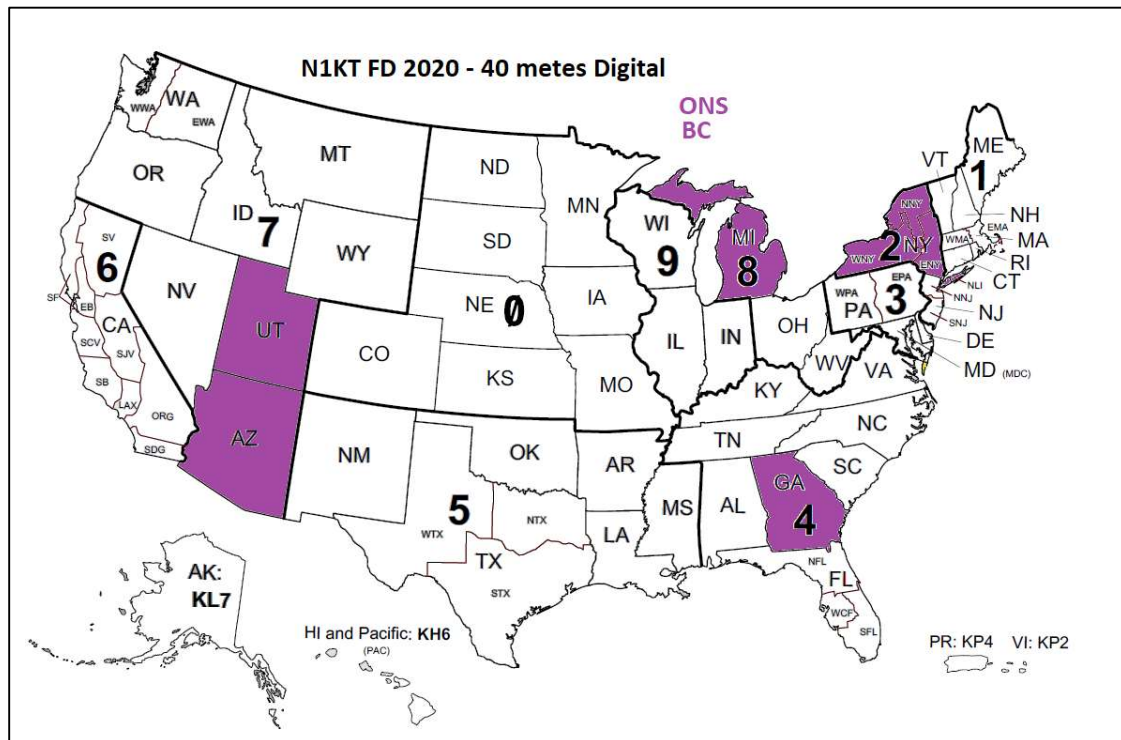 N1KT FD 2020 - 40 metes Digital
ONS
BC
WWA
WA
EWA
OR
MT
ID
7
WY
ND
SD
NE
0
KS
MN
IA
MO
WI
9
IL
IN
MI
8
OH
WV
KY
ME
1
VT
NH
EMA
MA
WMA
RI
CT
NNY
2
NY
WNY
ENY
NLI
NNJ
NJ
SNJ
EPA
WPA
3
PA
DE
MD (MDC)
VA
NC
SC
TN
AL
GA
4
NFL
FL
WCF
SFL
SV
6
SF
EB
CA
SCV
SJV
SB
LAX
ORG
SDG
NV
UT
AZ
CO
NM
OK
AR
MS
LA
5
WTX
NTX
TX
STX
AK:
KL7
HI and Pacific: KH6
(PAC)
PR: KP4 VI: KP2